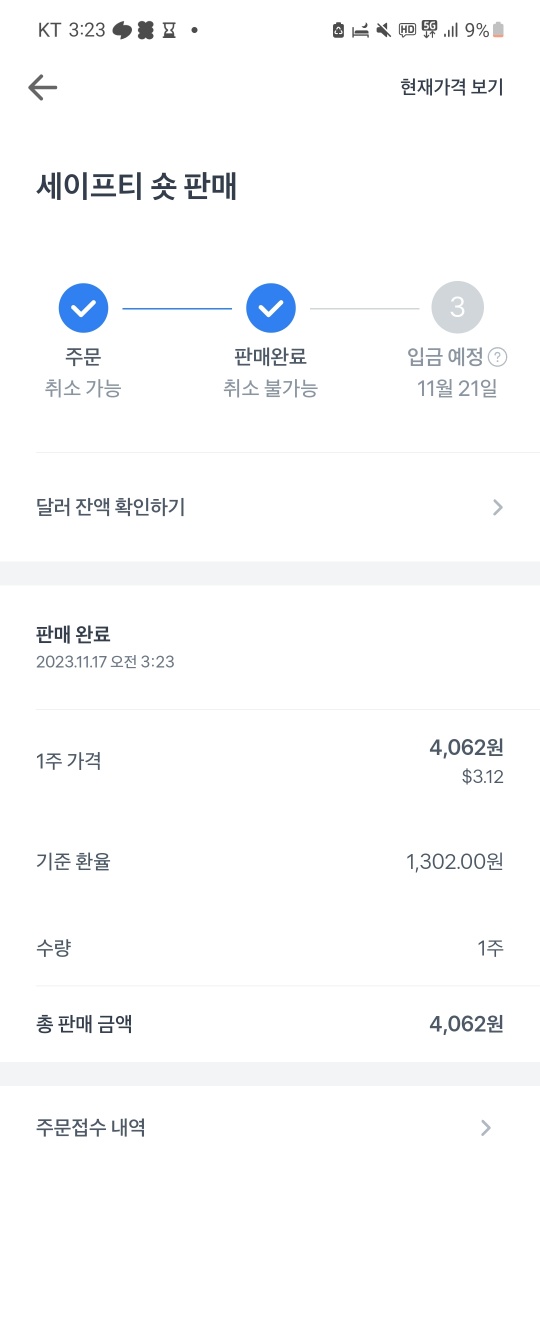 KT 3:23
HD 5G 9%
현재가격 보기
세이프티 숏 판매
3
주문 판매완료 입금 예정 ?
취소 가능 취소 불가능 11월 21일
달러 잔액 확인하기
판매 완료
2023.11.17 오전 3:23
1주 가격 4,062원
$3.12
기준 환율 1,302.00원
수량 1주
총 판매 금액 4,062원
주문접수 내역